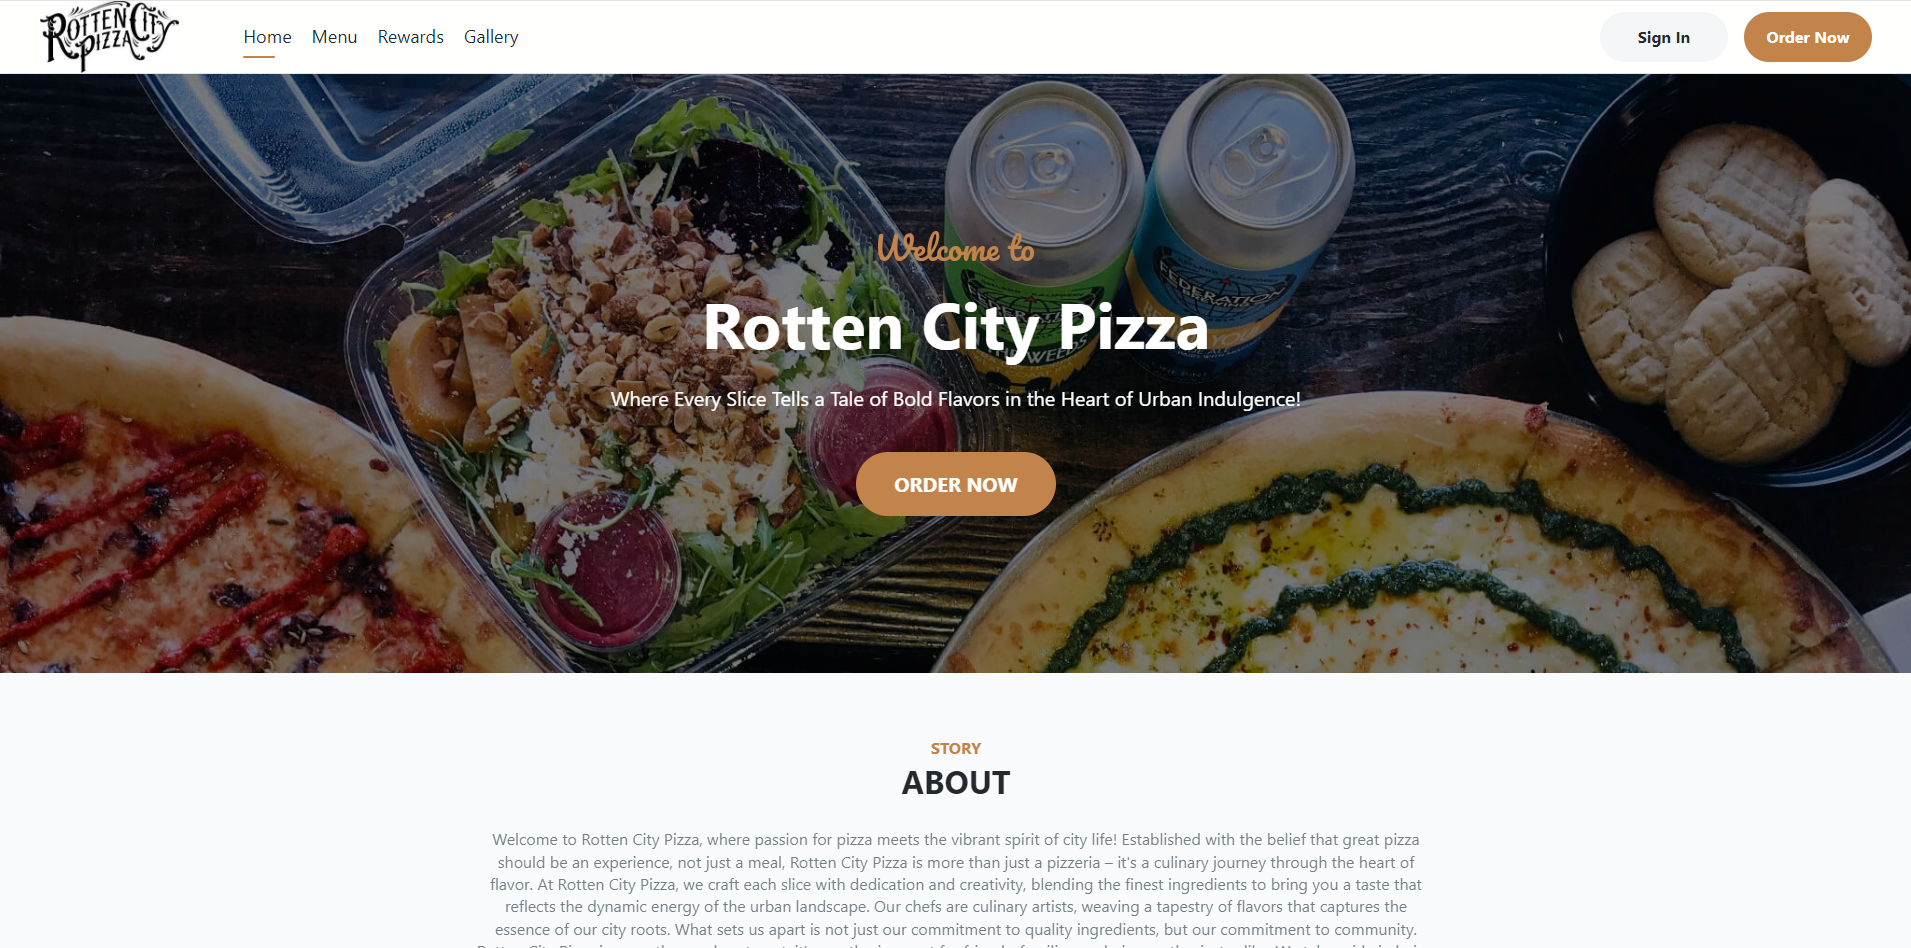 ROTTEN CITY
PIZZA
Home
Menu
Rewards
Gallery
Sign In
Order Now
Welcome to
Rotten City Pizza
Where Every Slice Tells a Tale of Bold Flavors in the Heart of Urban Indulgence!
ORDER NOW
FEDERATION
WEEDS
FEDERATION
STORY
ABOUT
Welcome to Rotten City Pizza, where passion for pizza meets the vibrant spirit of city life! Established with the belief that great pizza
should be an experience, not just a meal, Rotten City Pizza is more than just a pizzeria – it's a culinary journey through the heart of
flavor. At Rotten City Pizza, we craft each slice with dedication and creativity, blending the finest ingredients to bring you a taste that
reflects the dynamic energy of the urban landscape. Our chefs are culinary artists, weaving a tapestry of flavors that captures the
essence of our city roots. What sets us apart is not just our commitment to quality ingredients, but our commitment to community.